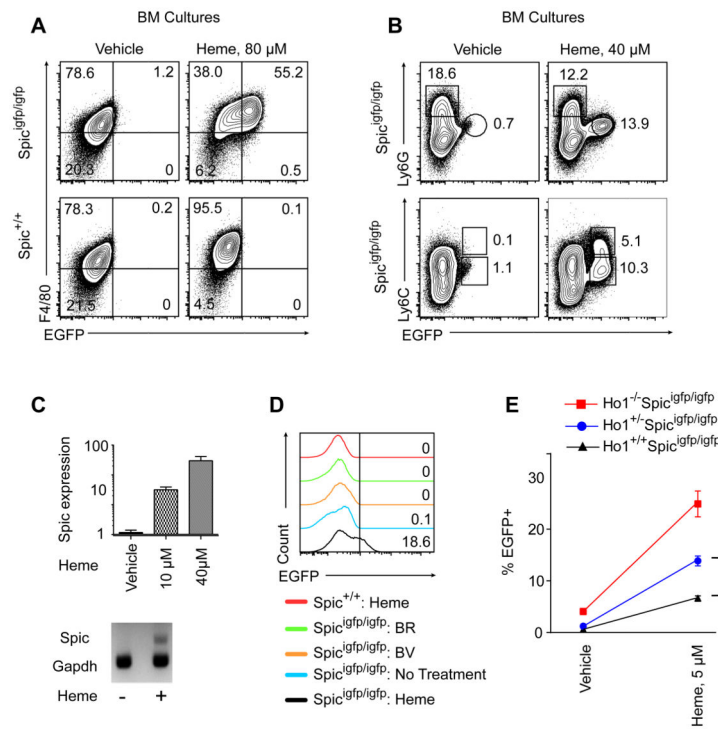 BM Cultures
A
Vehicle
Heme, 80 µM
Spic^igfp/igfp
78.6
1.2
20.3
0
38.0
55.2
6.2
0.5
Spic^+/+
78.3
0.2
21.5
0
95.5
0.1
4.5
0
F4/80
EGFP
BM Cultures
B
Vehicle
Heme, 40 µM
Spic^igfp/igfp
18.6
0.7
12.2
13.9
Ly6G
Spic^igfp/igfp
0.1
1.1
5.1
10.3
Ly6C
EGFP
C
Spic expression
100
10
1
Heme
Vehicle
10 µM
40µM
Spic
Gapdh
Heme
-
+
D
0
0
0
0.1
18.6
Count
EGFP
Spic^+/+: Heme
Spic^igfp/igfp: BR
Spic^igfp/igfp: BV
Spic^igfp/igfp: No Treatment
Spic^igfp/igfp: Heme
E
Ho1^-/-Spic^igfp/igfp
Ho1^+/-Spic^igfp/igfp
Ho1^+/+Spic^igfp/igfp
% EGFP+
30
20
10
0
Vehicle
Heme, 5 µM